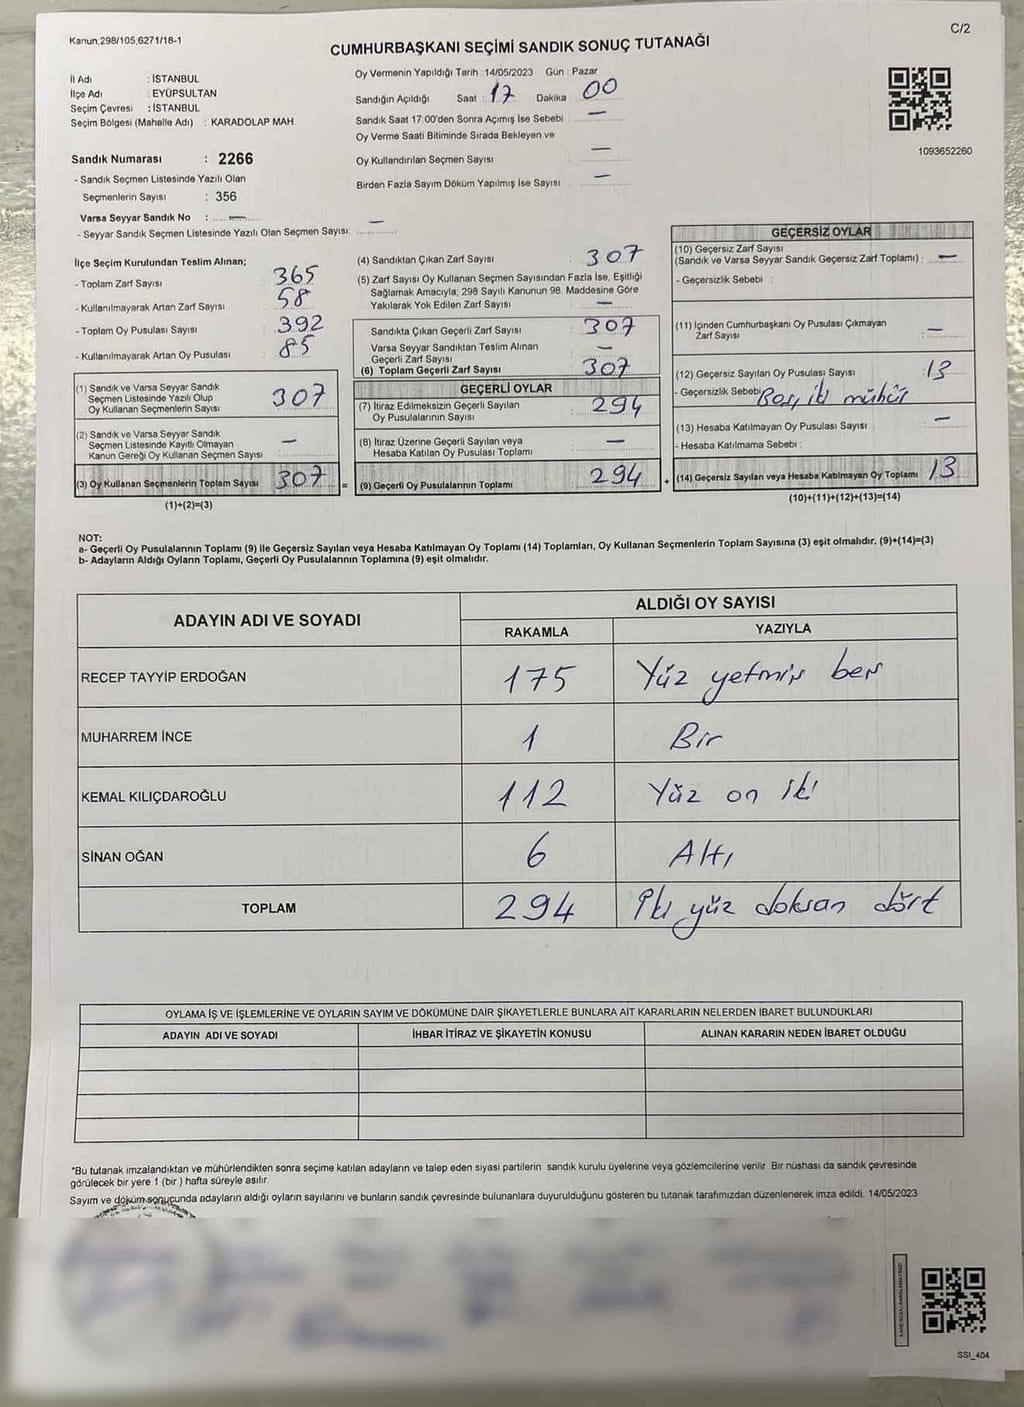 Kanun,298/105,6271/18-1
C/2
CUMHURBAŞKANI SEÇİMİ SANDIK SONUÇ TUTANAĞI
İl Adı : İSTANBUL
İlçe Adı : EYÜPSULTAN
Seçim Çevresi : İSTANBUL
Seçim Bölgesi (Mahalle Adı) : KARADOLAP MAH
Sandık Numarası : 2266
- Sandık Seçmen Listesinde Yazılı Olan
Seçmenlerin Sayısı : 356
Varsa Seyyar Sandık No : —
- Seyyar Sandık Seçmen Listesinde Yazılı Olan Seçmen Sayısı: —
Oy Vermenin Yapıldığı Tarih : 14/05/2023 Gün : Pazar
Sandığın Açıldığı Saat : 17 Dakika 00
Sandık Saat 17:00'den Sonra Açılmış İse Sebebi —
Oy Verme Saati Bitiminde Sırada Bekleyen ve
Oy Kullandırılan Seçmen Sayısı : —
Birden Fazla Sayım Döküm Yapılmış İse Sayısı : —
1093652260
İlçe Seçim Kurulundan Teslim Alınan;
- Toplam Zarf Sayısı : 365
- Kullanılmayarak Artan Zarf Sayısı : 58
- Toplam Oy Pusulası Sayısı : 392
- Kullanılmayarak Artan Oy Pusulası : 85
(1) Sandık ve Varsa Seyyar Sandık
Seçmen Listesinde Yazılı Olup
Oy Kullanan Seçmenlerin Sayısı : 307
(2) Sandık ve Varsa Seyyar Sandık
Seçmen Listesinde Kayıtlı Olmayan
Kanun Gereği Oy Kullanan Seçmen Sayısı : —
(3) Oy Kullanan Seçmenlerin Toplam Sayısı 307 =
(1)+(2)=(3)
(4) Sandıktan Çıkan Zarf Sayısı : 307
(5) Zarf Sayısı Oy Kullanan Seçmen Sayısından Fazla İse, Eşitliği
Sağlamak Amacıyla; 298 Sayılı Kanunun 98. Maddesine Göre
Yakılarak Yok Edilen Zarf Sayısı : —
Sandıkta Çıkan Geçerli Zarf Sayısı : 307
Varsa Seyyar Sandıktan Teslim Alınan
Geçerli Zarf Sayısı : —
(6) Toplam Geçerli Zarf Sayısı : 307
GEÇERLİ OYLAR
(7) İtiraz Edilmeksizin Geçerli Sayılan
Oy Pusulalarının Sayısı : 294
(8) İtiraz Üzerine Geçerli Sayılan veya
Hesaba Katılan Oy Pusulası Toplamı : —
(9) Geçerli Oy Pusulalarının Toplamı 294 +
GEÇERSİZ OYLAR
(10) Geçersiz Zarf Sayısı
(Sandık ve Varsa Seyyar Sandık Geçersiz Zarf Toplamı) : —
- Geçersizlik Sebebi :
(11) İçinden Cumhurbaşkanı Oy Pusulası Çıkmayan
Zarf Sayısı : —
(12) Geçersiz Sayılan Oy Pusulası Sayısı : 13
- Geçersizlik Sebebi : Boş, iki mühür
(13) Hesaba Katılmayan Oy Pusulası Sayısı : —
- Hesaba Katılmama Sebebi :
(14) Geçersiz Sayılan veya Hesaba Katılmayan Oy Toplamı 13
(10)+(11)+(12)+(13)=(14)
NOT:
a- Geçerli Oy Pusulalarının Toplamı (9) ile Geçersiz Sayılan veya Hesaba Katılmayan Oy Toplamı (14) Toplamları, Oy Kullanan Seçmenlerin Toplam Sayısına (3) eşit olmalıdır. (9)+(14)=(3)
b- Adayların Aldığı Oyların Toplamı, Geçerli Oy Pusulalarının Toplamına (9) eşit olmalıdır.
ADAYIN ADI VE SOYADI ALDIĞI OY SAYISI
RAKAMLA YAZIYLA
RECEP TAYYİP ERDOĞAN 175 Yüz yetmiş beş
MUHARREM İNCE 1 Bir
KEMAL KILIÇDAROĞLU 112 Yüz on iki
SİNAN OĞAN 6 Altı
TOPLAM 294 İki yüz doksan dört
OYLAMA İŞ VE İŞLEMLERİNE VE OYLARIN SAYIM VE DÖKÜMÜNE DAİR ŞİKAYETLERLE BUNLARA AİT KARARLARIN NELERDEN İBARET BULUNDUKLARI
ADAYIN ADI VE SOYADI İHBAR İTİRAZ VE ŞİKAYETİN KONUSU ALINAN KARARIN NEDEN İBARET OLDUĞU
*Bu tutanak imzalandıktan ve mühürlendikten sonra seçime katılan adayların ve talep eden siyasi partilerin sandık kurulu üyelerine veya gözlemcilerine verilir. Bir nüshası da sandık çevresinde
görülecek bir yere 1 (bir) hafta süreyle asılır.
Sayım ve döküm sonucunda adayların aldığı oyların sayılarını ve bunların sandık çevresinde bulunanlara duyurulduğunu gösteren bu tutanak tarafımızdan düzenlenerek imza edildi. 14/05/2023
SSI_404